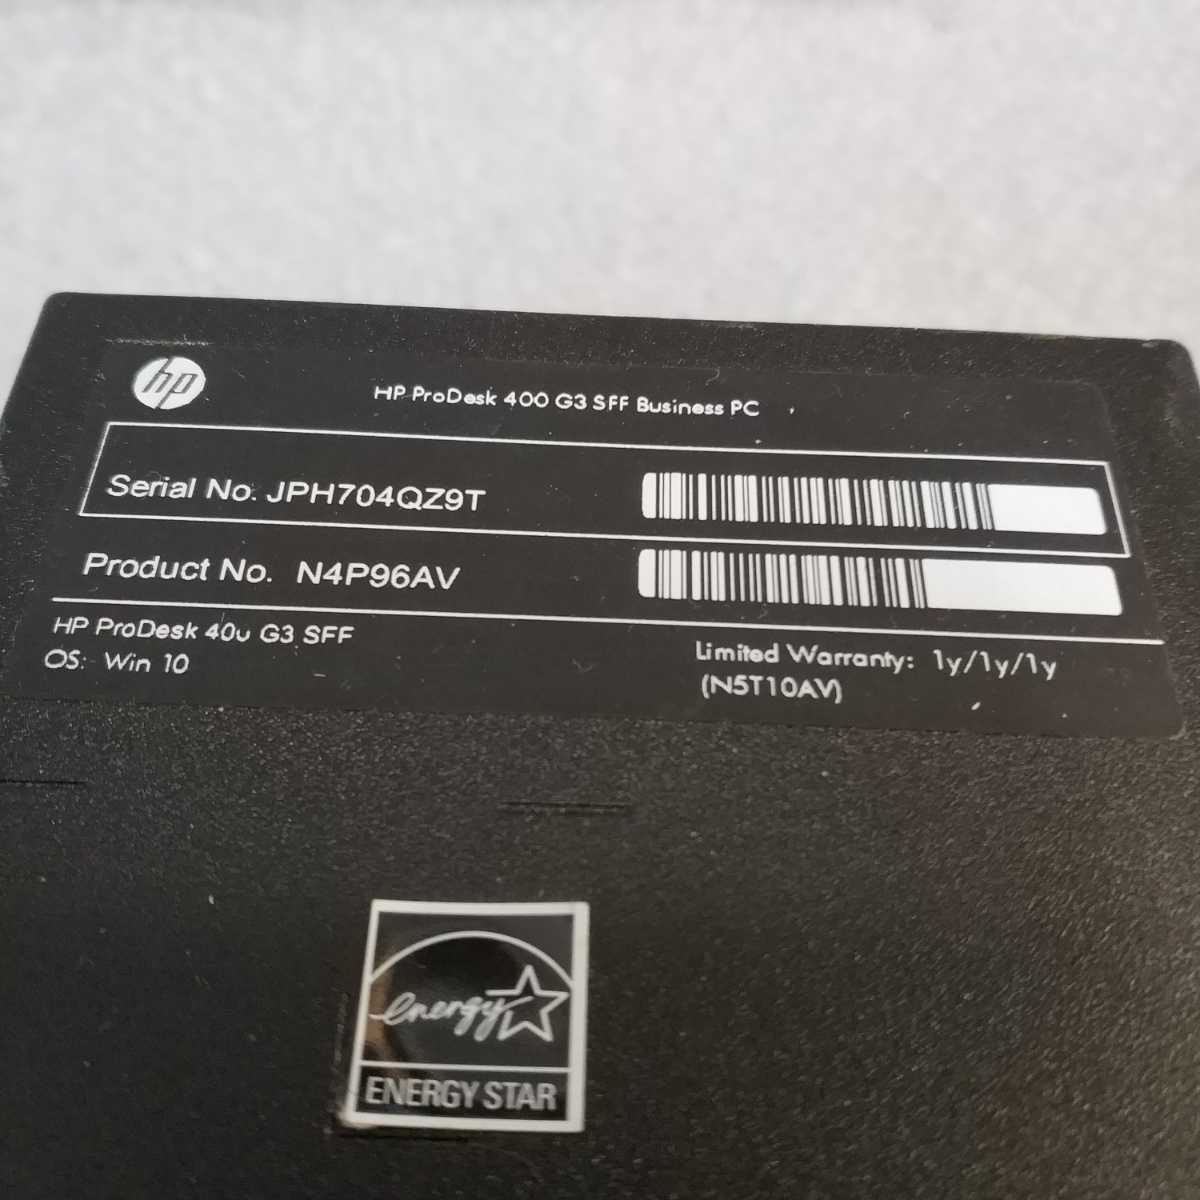 hp
HP ProDesk 400 G3 SFF Business PC
Serial No. JPH704QZ9T
Product No. N4P96AV
HP ProDesk 400 G3 SFF
OS: Win 10
Limited Warranty: 1y/1y/1y
(N5T10AV)
energy
ENERGY STAR